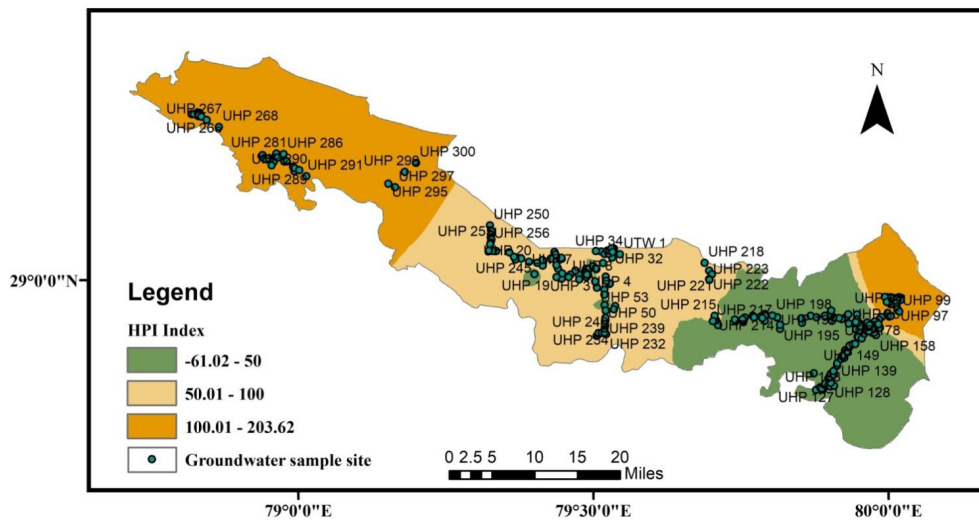 N
UHP 267
UHP 268
UHP 266
UHP 281
UHP 286
UHP 290
UHP 291
UHP 289
UHP 300
UHP 297
UHP 295
UHP 250
UHP 256
UHP 34
UTW 1
UHP 32
UHP 245
UHP 4
UHP 53
UHP 50
UHP 239
UHP 232
UHP 218
UHP 223
UHP 221
UHP 222
UHP 215
UHP 217
UHP 198
UHP 195
UHP 99
UHP 97
UHP 158
UHP 149
UHP 139
UHP 128
UHP 127
29°0'0"N
Legend
HPI Index
-61.02 - 50
50.01 - 100
100.01 - 203.62
Groundwater sample site
0 2.5 5 10 15 20
Miles
79°0'0"E 79°30'0"E 80°0'0"E